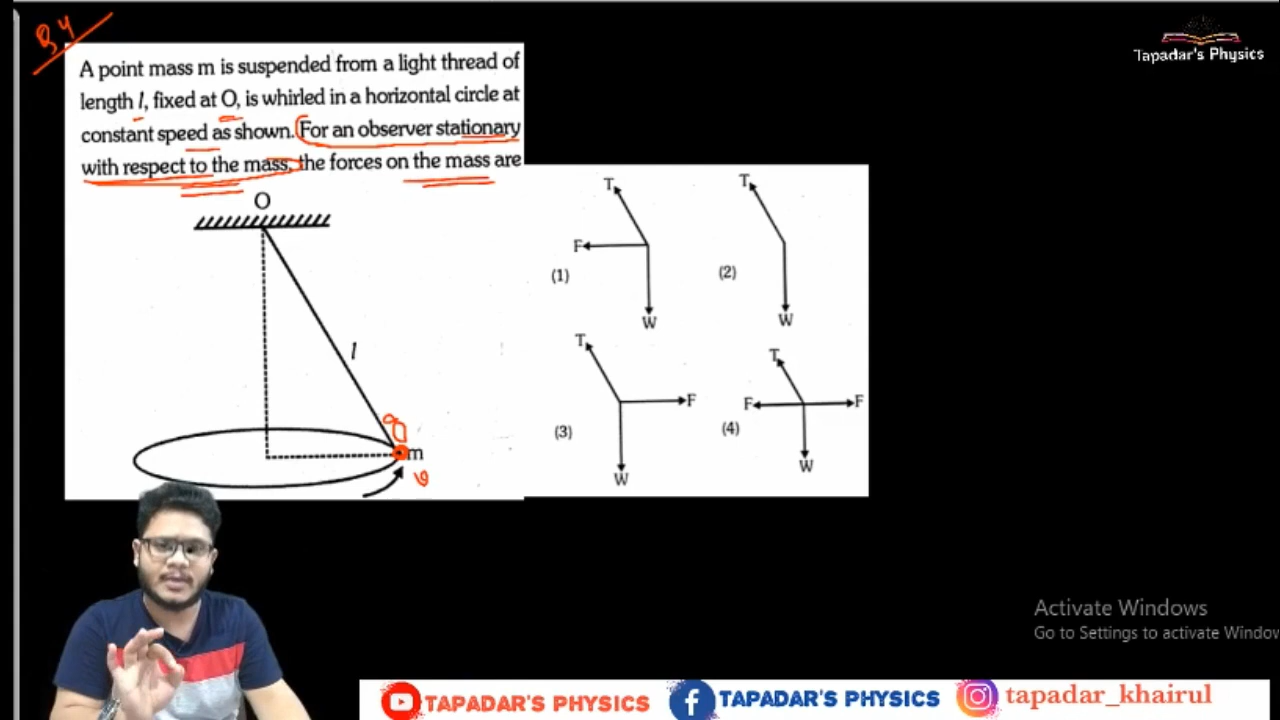 Tapadar's Physics
A point mass m is suspended from a light thread of
length l, fixed at O, is whirled in a horizontal circle at
constant speed as shown. For an observer stationary
with respect to the mass, the forces on the mass are
O
l
m
T
F
W
(1)
T
W
(2)
T
F
W
(3)
T
F
F
W
(4)
Activate Windows
Go to Settings to activate Window
TAPADAR'S PHYSICS
TAPADAR'S PHYSICS
tapadar_khairul